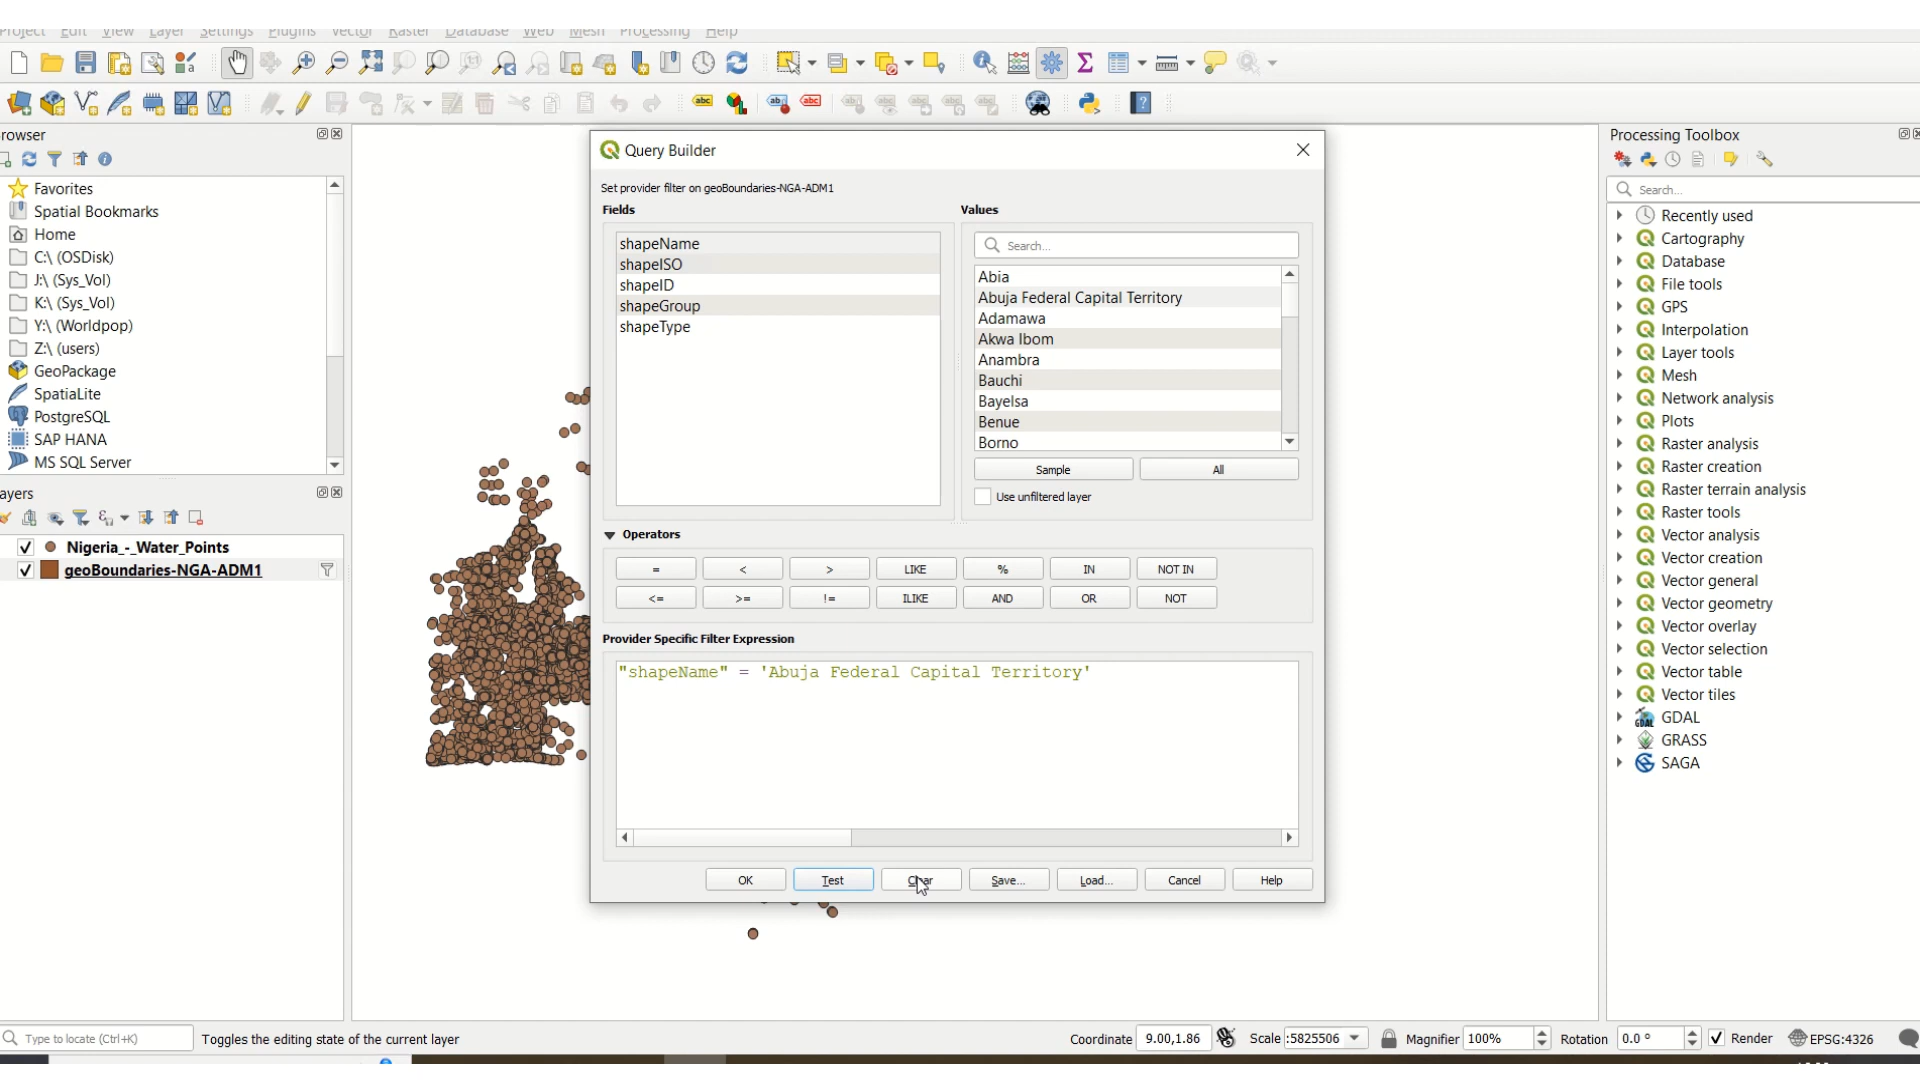 Project Edit View Layer Settings Plugins Vector Raster Database Web Mesh Processing Help
rowser
Favorites
Spatial Bookmarks
Home
C:\ (OSDisk)
J:\ (Sys_Vol)
K:\ (Sys_Vol)
Y:\ (Worldpop)
Z:\ (users)
GeoPackage
SpatiaLite
PostgreSQL
SAP HANA
MS SQL Server
ayers
Nigeria_-_Water_Points
geoBoundaries-NGA-ADM1
Query Builder
Set provider filter on geoBoundaries-NGA-ADM1
Fields
shapeName
shapeISO
shapeID
shapeGroup
shapeType
Values
Search...
Abia
Abuja Federal Capital Territory
Adamawa
Akwa Ibom
Anambra
Bauchi
Bayelsa
Benue
Borno
Sample All
Use unfiltered layer
Operators
= < > LIKE % IN NOT IN
<= >= != ILIKE AND OR NOT
Provider Specific Filter Expression
"shapeName" = 'Abuja Federal Capital Territory'
OK Test Clear Save... Load... Cancel Help
Processing Toolbox
Search...
Recently used
Cartography
Database
File tools
GPS
Interpolation
Layer tools
Mesh
Network analysis
Plots
Raster analysis
Raster creation
Raster terrain analysis
Raster tools
Vector analysis
Vector creation
Vector general
Vector geometry
Vector overlay
Vector selection
Vector table
Vector tiles
GDAL
GRASS
SAGA
Type to locate (Ctrl+K) Toggles the editing state of the current layer Coordinate 9.00,1.86 Scale :5825506 Magnifier 100% Rotation 0.0 ° Render EPSG:4326